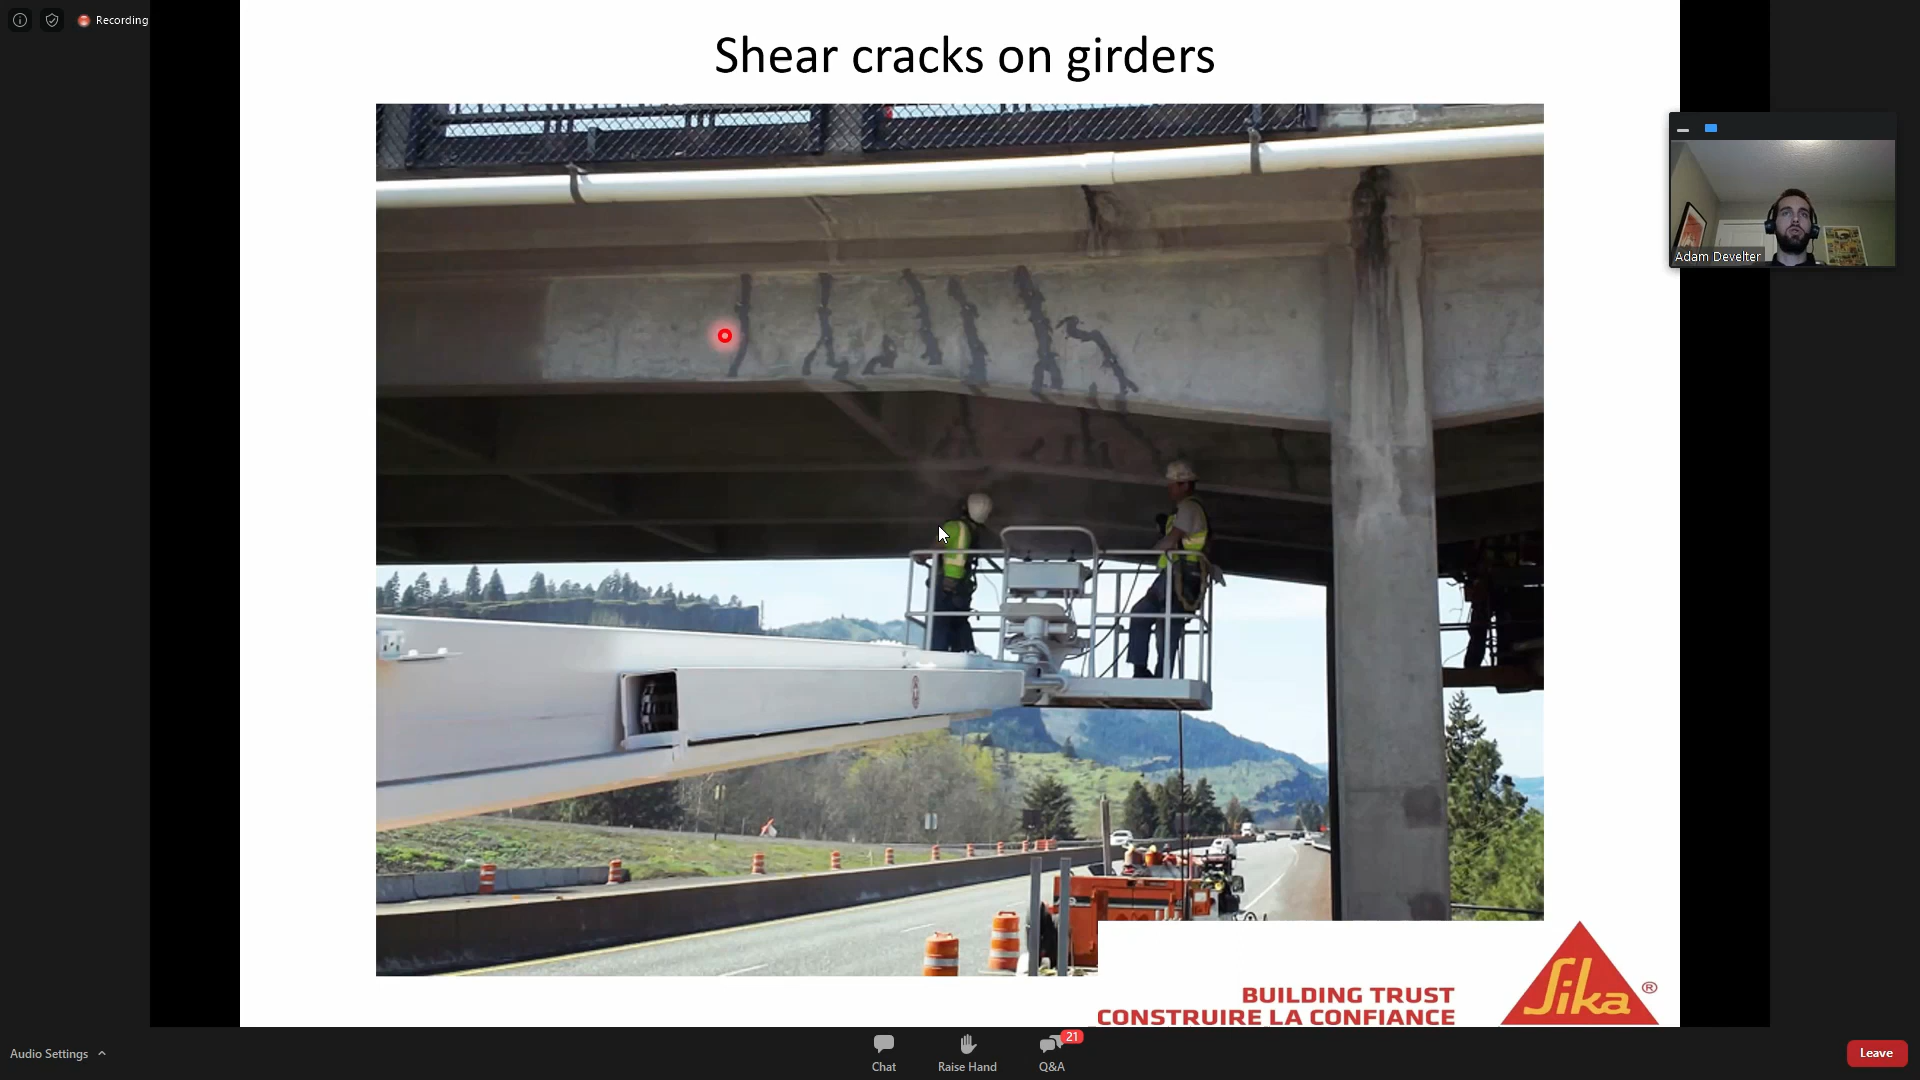 Recording
Shear cracks on girders
Adam Develter
BUILDING TRUST
CONSTRUIRE LA CONFIANCE
Sika ®
Audio Settings
Chat
Raise Hand
21
Q&A
Leave